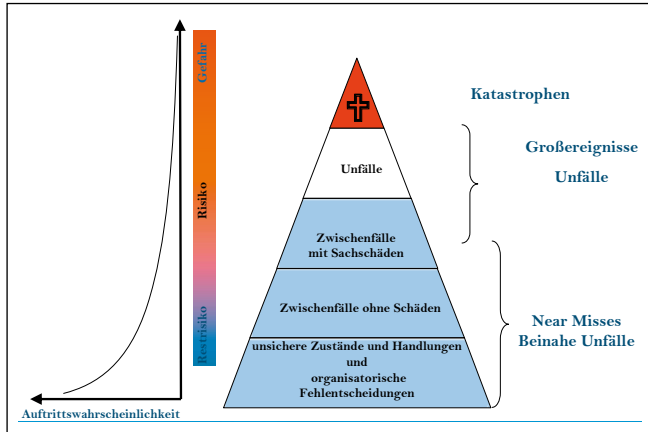 Gefahr
Risiko
Restrisiko
Auftrittswahrscheinlichkeit
Unfälle
Zwischenfälle
mit Sachschäden
Zwischenfälle ohne Schäden
unsichere Zustände und Handlungen
und
organisatorische
Fehlentscheidungen
Katastrophen
Großereignisse
Unfälle
Near Misses
Beinahe Unfälle